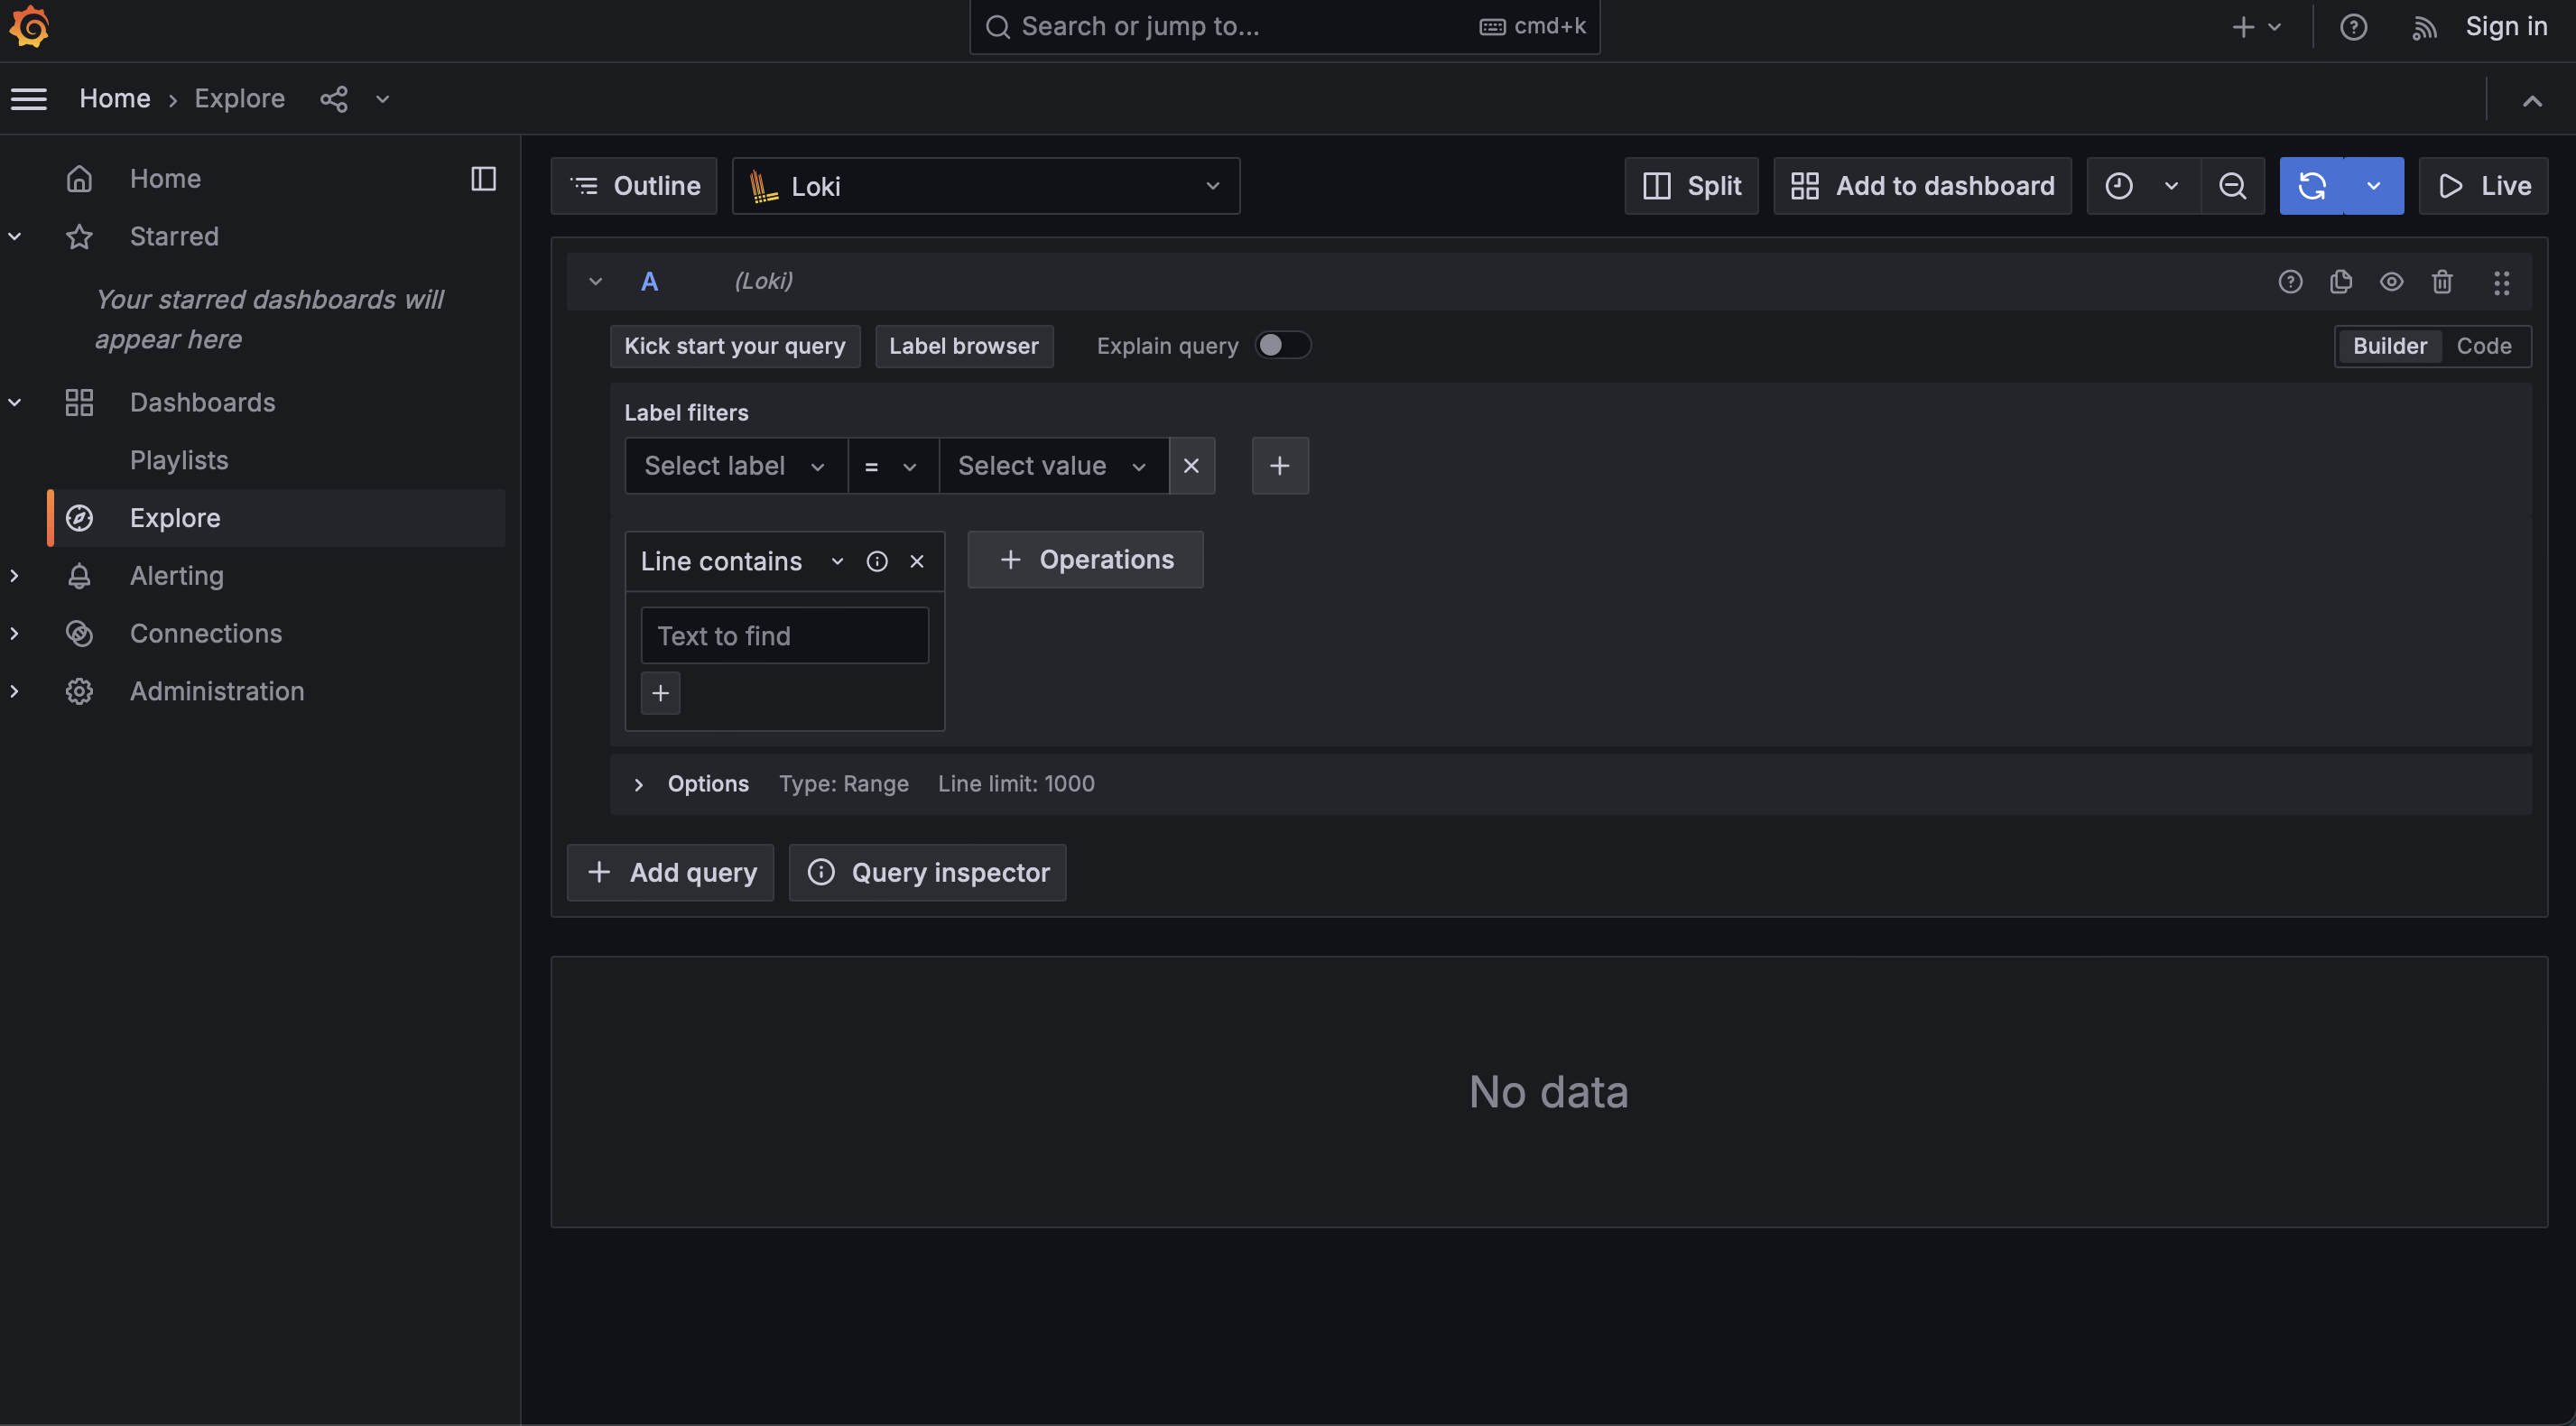 Search or jump to...
cmd+k
Sign in
Home › Explore
Home
Starred
Your starred dashboards will
appear here
Dashboards
Playlists
Explore
Alerting
Connections
Administration
Outline
Loki
Split
Add to dashboard
Live
A
(Loki)
Kick start your query
Label browser
Explain query
Builder
Code
Label filters
Select label
=
Select value
Line contains
Operations
Text to find
Options
Type: Range
Line limit: 1000
Add query
Query inspector
No data